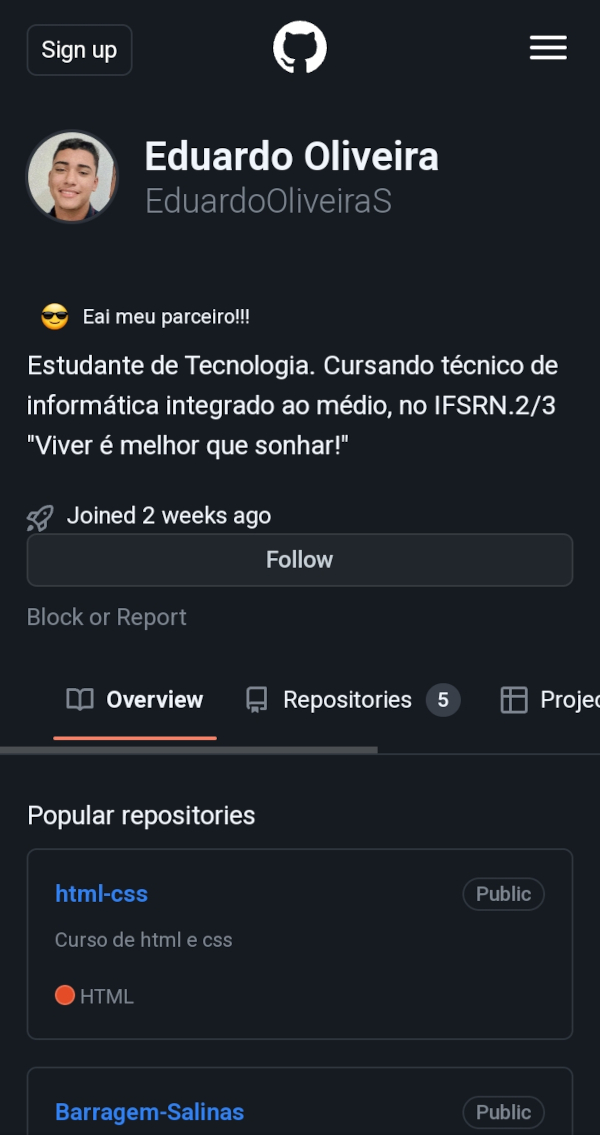 Sign up
Eduardo Oliveira
EduardoOliveiraS
😎 Eai meu parceiro!!!
Estudante de Tecnologia. Cursando técnico de
informática integrado ao médio, no IFSRN.2/3
"Viver é melhor que sonhar!"
Joined 2 weeks ago
Follow
Block or Report
Overview Repositories 5 Projec
Popular repositories
html-css Public
Curso de html e css
HTML
Barragem-Salinas Public